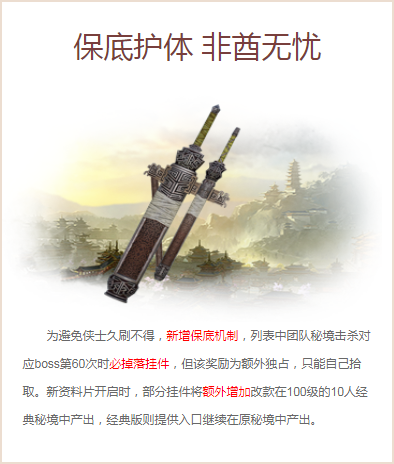 保底护体 非酋无忧
为避免侠士久刷不得，新增保底机制，列表中团队秘境击杀对
应boss第60次时必掉落挂件，但该奖励为额外独占，只能自己拾
取。新资料片开启时，部分挂件将额外增加改款在100级的10人经
典秘境中产出，经典版则提供入口继续在原秘境中产出。